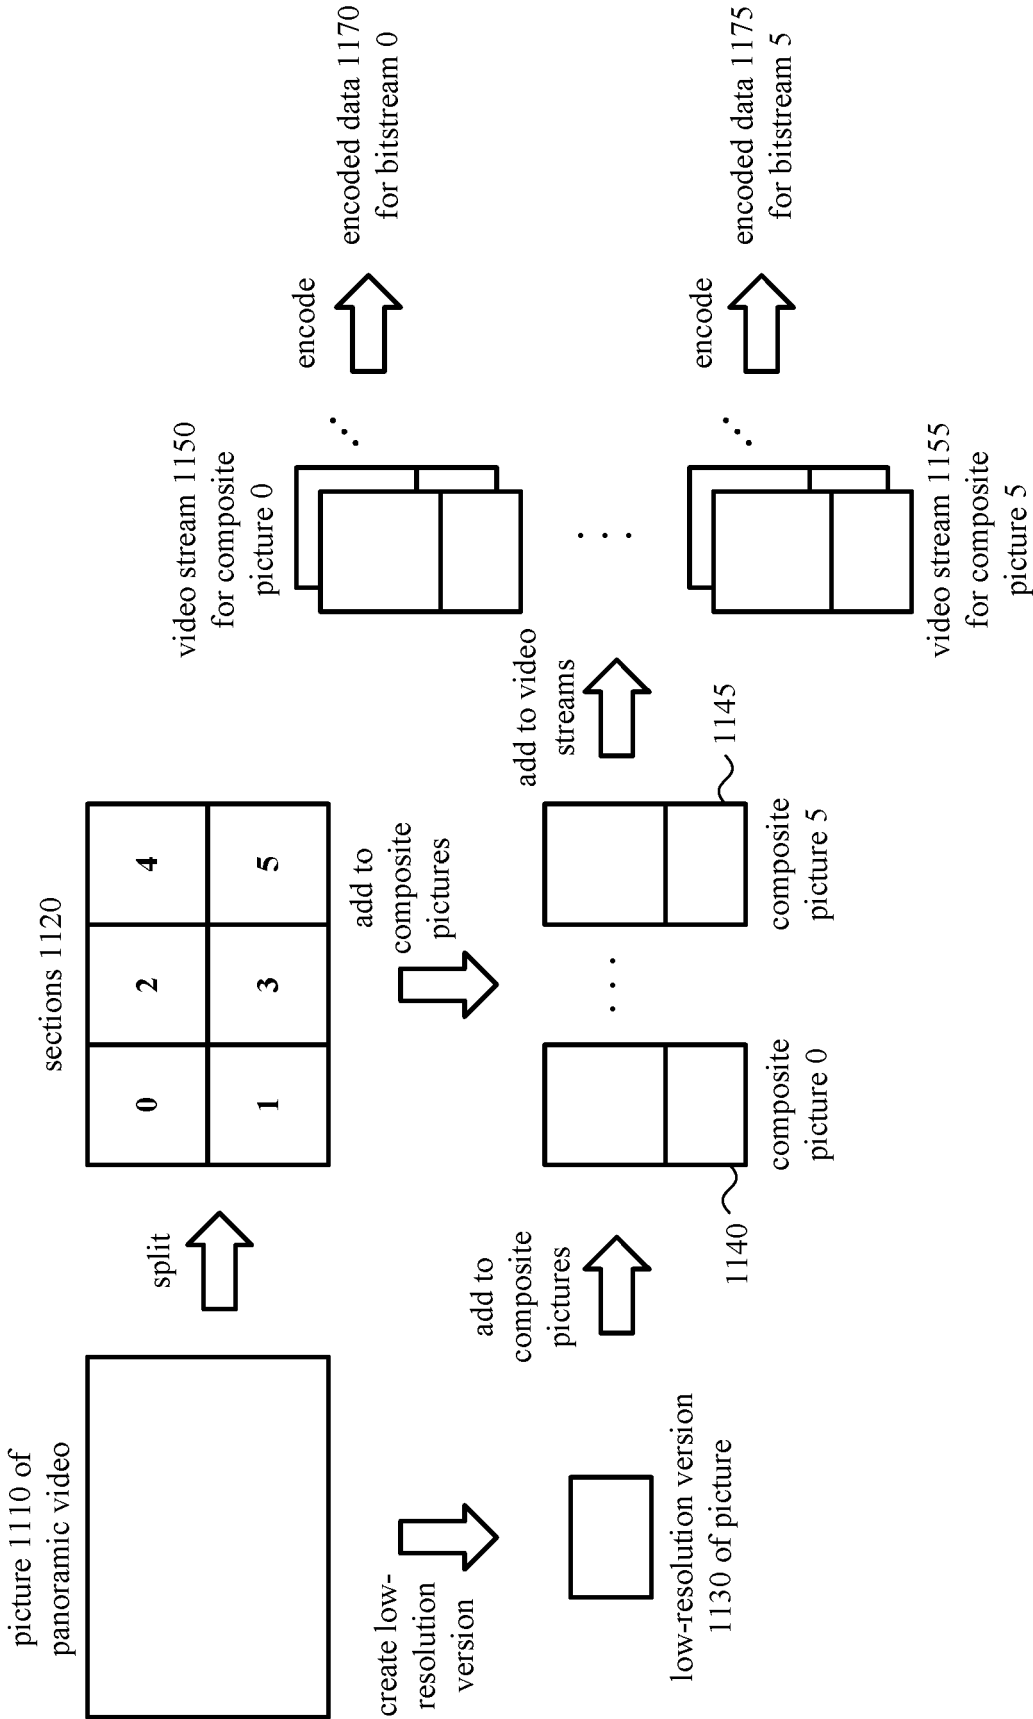 picture 1110 of
panoramic video
split
sections 1120
0
2
4
1
3
5
create low-
resolution
version
low-resolution version
1130 of picture
add to
composite
pictures
add to
composite
pictures
1140
composite
picture 0
. . .
1145
composite
picture 5
add to video
streams
video stream 1150
for composite
picture 0
. . .
encode
encoded data 1170
for bitstream 0
. . .
video stream 1155
for composite
picture 5
. . .
encode
encoded data 1175
for bitstream 5